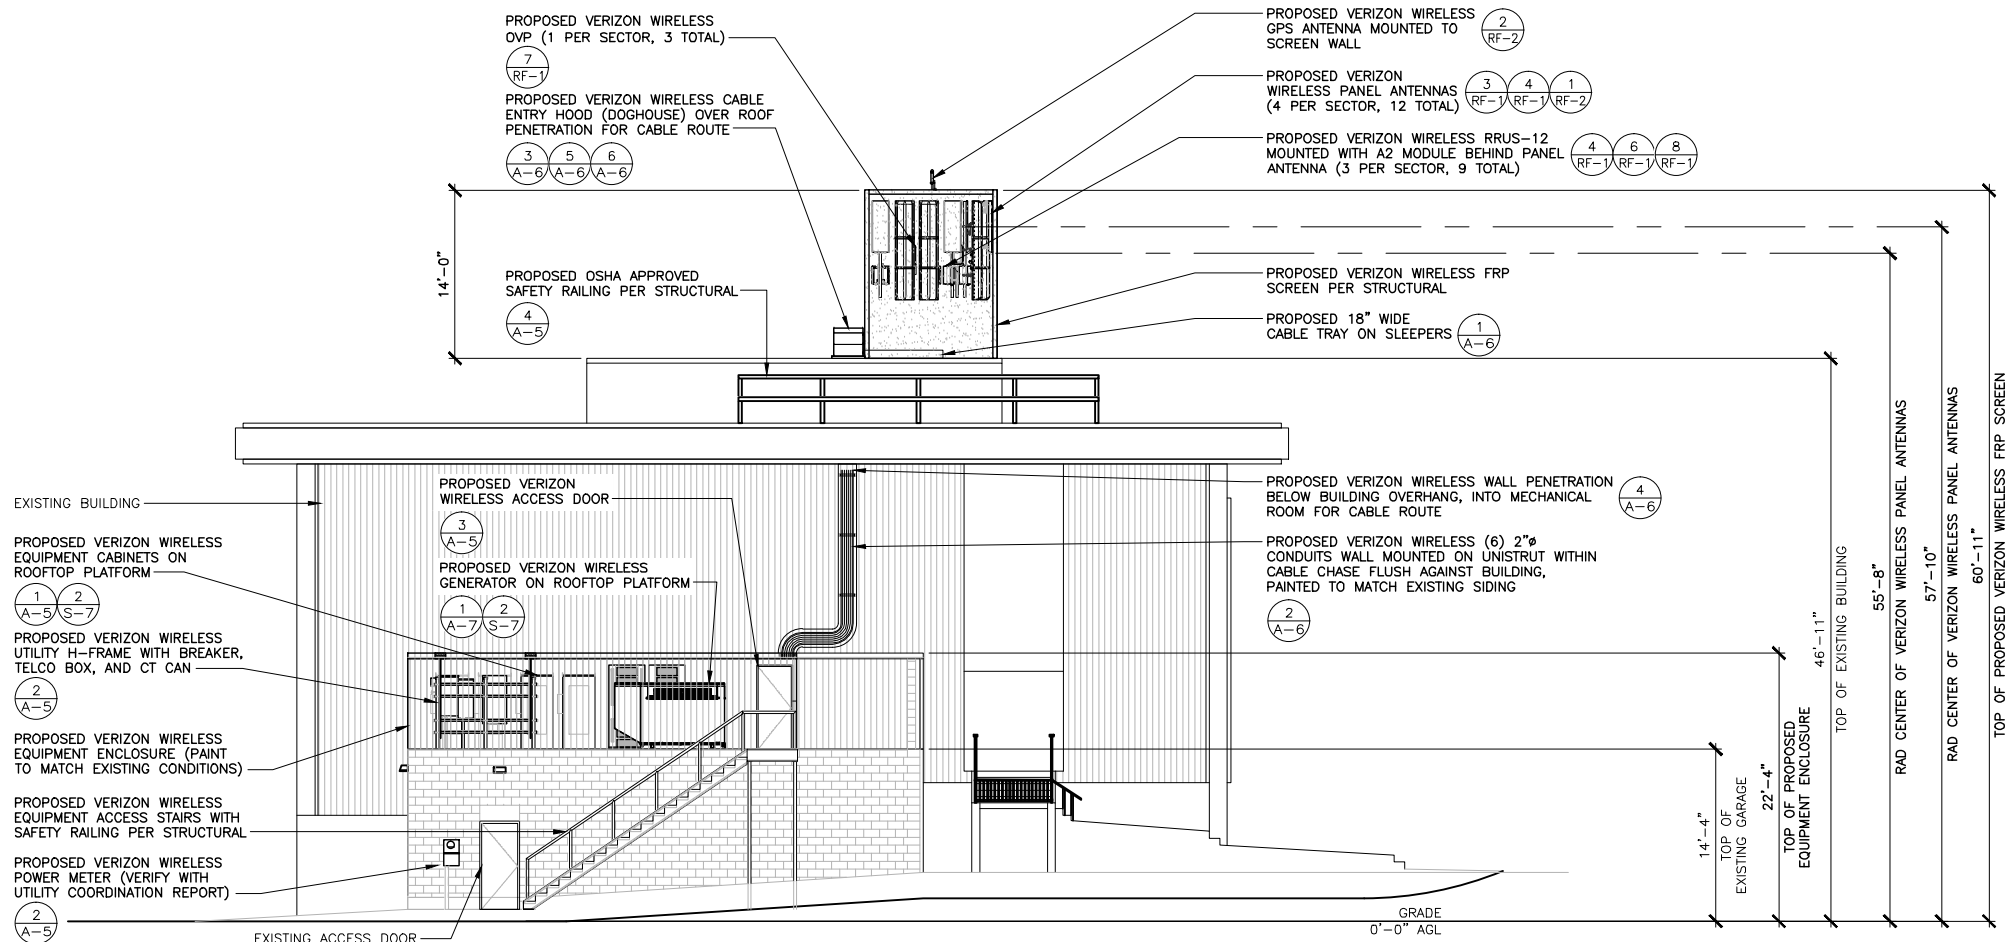 PROPOSED VERIZON WIRELESS
OVP (1 PER SECTOR, 3 TOTAL)
7
RF-1
PROPOSED VERIZON WIRELESS CABLE
ENTRY HOOD (DOGHOUSE) OVER ROOF
PENETRATION FOR CABLE ROUTE
3 5 6
A-6 A-6 A-6
PROPOSED VERIZON WIRELESS
GPS ANTENNA MOUNTED TO
SCREEN WALL
2
RF-2
PROPOSED VERIZON
WIRELESS PANEL ANTENNAS
(4 PER SECTOR, 12 TOTAL)
3 4 1
RF-1 RF-1 RF-2
PROPOSED VERIZON WIRELESS RRUS-12
MOUNTED WITH A2 MODULE BEHIND PANEL
ANTENNA (3 PER SECTOR, 9 TOTAL)
4 6 8
RF-1 RF-1 RF-1
14'-0"
PROPOSED OSHA APPROVED
SAFETY RAILING PER STRUCTURAL
4
A-5
PROPOSED VERIZON WIRELESS FRP
SCREEN PER STRUCTURAL
PROPOSED 18" WIDE
CABLE TRAY ON SLEEPERS
1
A-6
EXISTING BUILDING
PROPOSED VERIZON WIRELESS
EQUIPMENT CABINETS ON
ROOFTOP PLATFORM
1 2
A-5 S-7
PROPOSED VERIZON WIRELESS
UTILITY H-FRAME WITH BREAKER,
TELCO BOX, AND CT CAN
2
A-5
PROPOSED VERIZON WIRELESS
EQUIPMENT ENCLOSURE (PAINT
TO MATCH EXISTING CONDITIONS)
PROPOSED VERIZON WIRELESS
EQUIPMENT ACCESS STAIRS WITH
SAFETY RAILING PER STRUCTURAL
PROPOSED VERIZON WIRELESS
POWER METER (VERIFY WITH
UTILITY COORDINATION REPORT)
2
A-5
EXISTING ACCESS DOOR
PROPOSED VERIZON
WIRELESS ACCESS DOOR
3
A-5
PROPOSED VERIZON WIRELESS
GENERATOR ON ROOFTOP PLATFORM
1 2
A-7 S-7
PROPOSED VERIZON WIRELESS WALL PENETRATION
BELOW BUILDING OVERHANG, INTO MECHANICAL
ROOM FOR CABLE ROUTE
4
A-6
PROPOSED VERIZON WIRELESS (6) 2"ø
CONDUITS WALL MOUNTED ON UNISTRUT WITHIN
CABLE CHASE FLUSH AGAINST BUILDING,
PAINTED TO MATCH EXISTING SIDING
2
A-6
GRADE
0'-0" AGL
14'-4"
TOP OF
EXISTING GARAGE
22'-4"
TOP OF PROPOSED
EQUIPMENT ENCLOSURE
46'-11"
TOP OF EXISTING BUILDING
55'-8"
RAD CENTER OF VERIZON WIRELESS PANEL ANTENNAS
57'-10"
RAD CENTER OF VERIZON WIRELESS PANEL ANTENNAS
60'-11"
TOP OF PROPOSED VERIZON WIRELESS FRP SCREEN